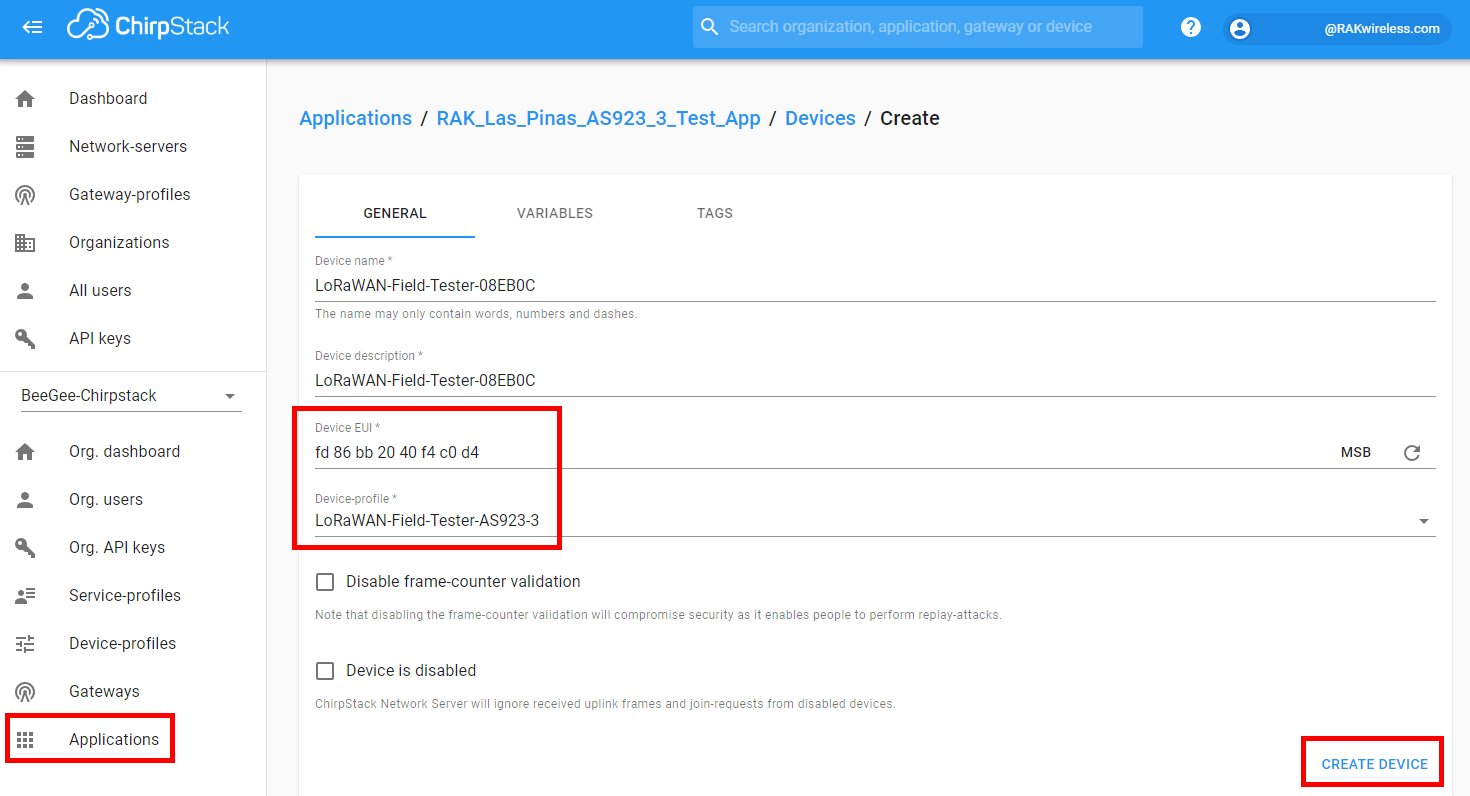 ChirpStack
Search organization, application, gateway or device
?
@RAKwireless.com
Dashboard
Network-servers
Gateway-profiles
Organizations
All users
API keys
BeeGee-Chirpstack
Org. dashboard
Org. users
Org. API keys
Service-profiles
Device-profiles
Gateways
Applications
Applications / RAK_Las_Pinas_AS923_3_Test_App / Devices / Create
GENERAL VARIABLES TAGS
Device name *
LoRaWAN-Field-Tester-08EB0C
The name may only contain words, numbers and dashes.
Device description *
LoRaWAN-Field-Tester-08EB0C
Device EUI *
fd 86 bb 20 40 f4 c0 d4 MSB
Device-profile *
LoRaWAN-Field-Tester-AS923-3
Disable frame-counter validation
Note that disabling the frame-counter validation will compromise security as it enables people to perform replay-attacks.
Device is disabled
ChirpStack Network Server will ignore received uplink frames and join-requests from disabled devices.
CREATE DEVICE